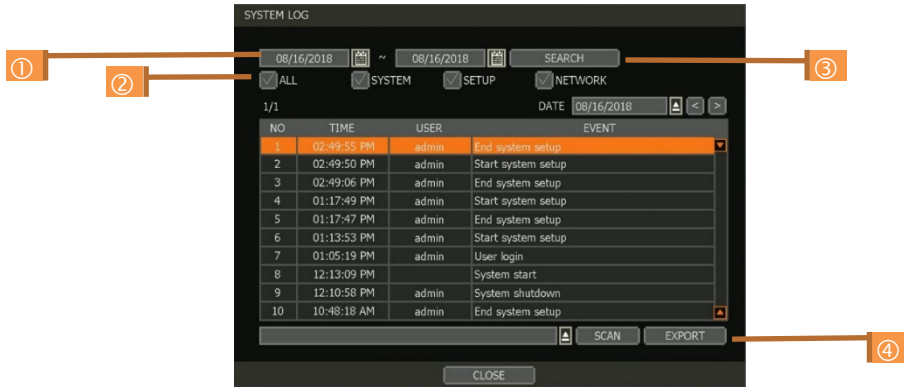 SYSTEM LOG
① 08/16/2018 ~ 08/16/2018 SEARCH ③
② ALL SYSTEM SETUP NETWORK
1/1 DATE 08/16/2018 < >
NO TIME USER EVENT
1 02:49:55 PM admin End system setup
2 02:49:50 PM admin Start system setup
3 02:49:06 PM admin End system setup
4 01:17:49 PM admin Start system setup
5 01:17:47 PM admin End system setup
6 01:13:53 PM admin Start system setup
7 01:05:19 PM admin User login
8 12:13:09 PM System start
9 12:10:58 PM admin System shutdown
10 10:48:18 AM admin End system setup
SCAN EXPORT ④
CLOSE